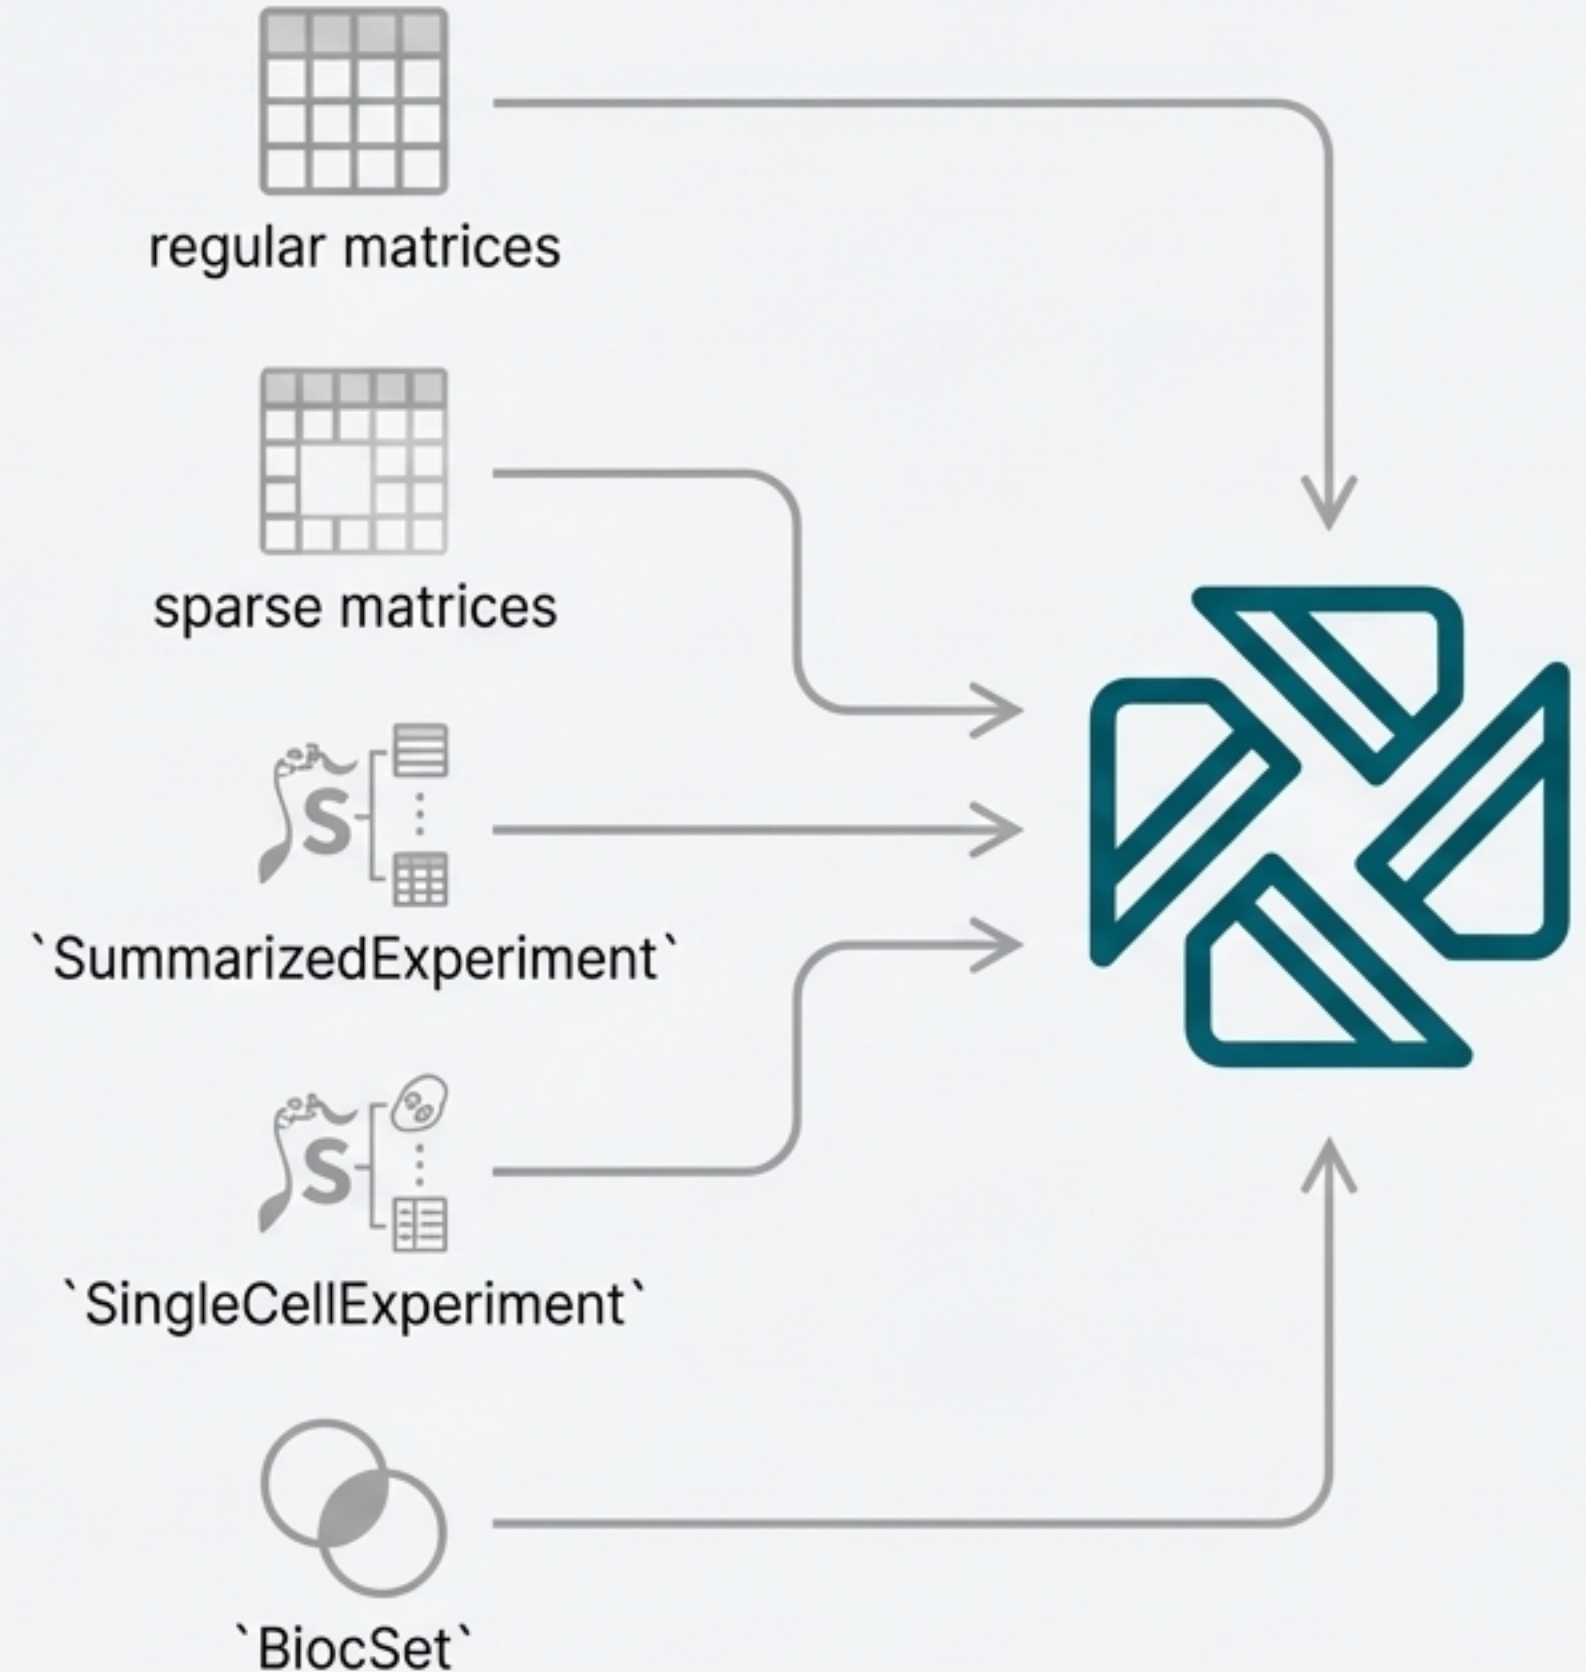 regular matrices
sparse matrices
S
`SummarizedExperiment`
S
`SingleCellExperiment`
`BiocSet`